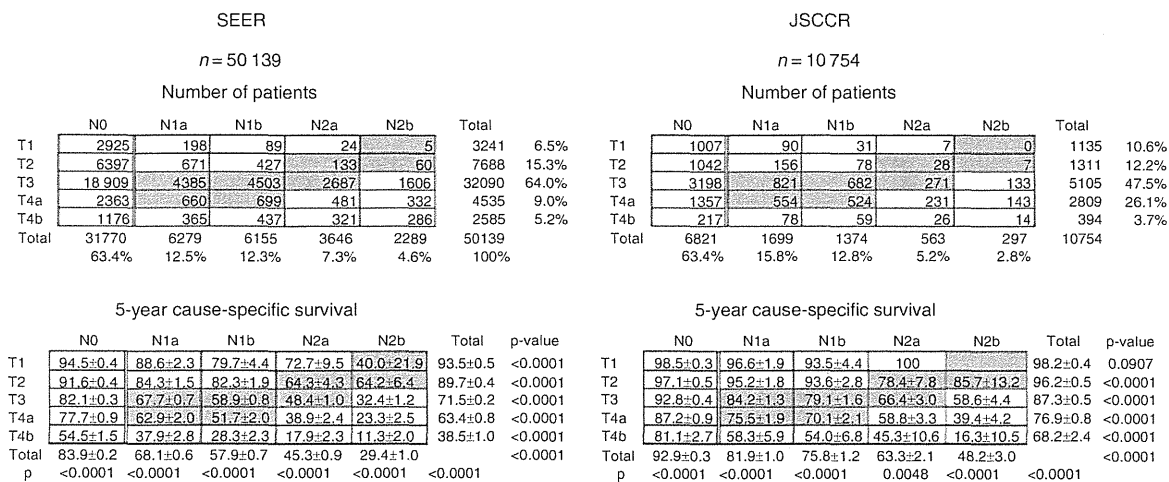 SEER
n = 50 139
Number of patients
N0 N1a N1b N2a N2b Total
T1 2925 198 89 24 5 3241 6.5%
T2 6397 671 427 133 60 7688 15.3%
T3 18 909 4385 4503 2687 1606 32090 64.0%
T4a 2363 660 699 481 332 4535 9.0%
T4b 1176 365 437 321 286 2585 5.2%
Total 31770 6279 6155 3646 2289 50139
63.4% 12.5% 12.3% 7.3% 4.6% 100%
5-year cause-specific survival
N0 N1a N1b N2a N2b Total p-value
T1 94.5±0.4 88.6±2.3 79.7±4.4 72.7±9.5 40.0±21.9 93.5±0.5 <0.0001
T2 91.6±0.4 84.3±1.5 82.3±1.9 64.3±4.3 64.2±6.4 89.7±0.4 <0.0001
T3 82.1±0.3 67.7±0.7 58.9±0.8 48.4±1.0 32.4±1.2 71.5±0.2 <0.0001
T4a 77.7±0.9 62.9±2.0 51.7±2.0 38.9±2.4 23.3±2.5 63.4±0.8 <0.0001
T4b 54.5±1.5 37.9±2.8 28.3±2.3 17.9±2.3 11.3±2.0 38.5±1.0 <0.0001
Total 83.9±0.2 68.1±0.6 57.9±0.7 45.3±0.9 29.4±1.0 <0.0001
p <0.0001 <0.0001 <0.0001 <0.0001 <0.0001 <0.0001
JSCCR
n = 10 754
Number of patients
N0 N1a N1b N2a N2b Total
T1 1007 90 31 7 0 1135 10.6%
T2 1042 156 78 28 7 1311 12.2%
T3 3198 821 682 271 133 5105 47.5%
T4a 1357 554 524 231 143 2809 26.1%
T4b 217 78 59 26 14 394 3.7%
Total 6821 1699 1374 563 297 10754
63.4% 15.8% 12.8% 5.2% 2.8%
5-year cause-specific survival
N0 N1a N1b N2a N2b Total p-value
T1 98.5±0.3 96.6±1.9 93.5±4.4 100 98.2±0.4 0.0907
T2 97.1±0.5 95.2±1.8 93.6±2.8 78.4±7.8 85.7±13.2 96.2±0.5 <0.0001
T3 92.8±0.4 84.2±1.3 79.1±1.6 66.4±3.0 58.6±4.4 87.3±0.5 <0.0001
T4a 87.2±0.9 75.5±1.9 70.1±2.1 58.8±3.3 39.4±4.2 76.9±0.8 <0.0001
T4b 81.1±2.7 58.3±5.9 54.0±6.8 45.3±10.6 16.3±10.5 68.2±2.4 <0.0001
Total 92.9±0.3 81.9±1.0 75.8±1.2 63.3±2.1 48.2±3.0 <0.0001
p <0.0001 <0.0001 <0.0001 0.0048 <0.0001 <0.0001